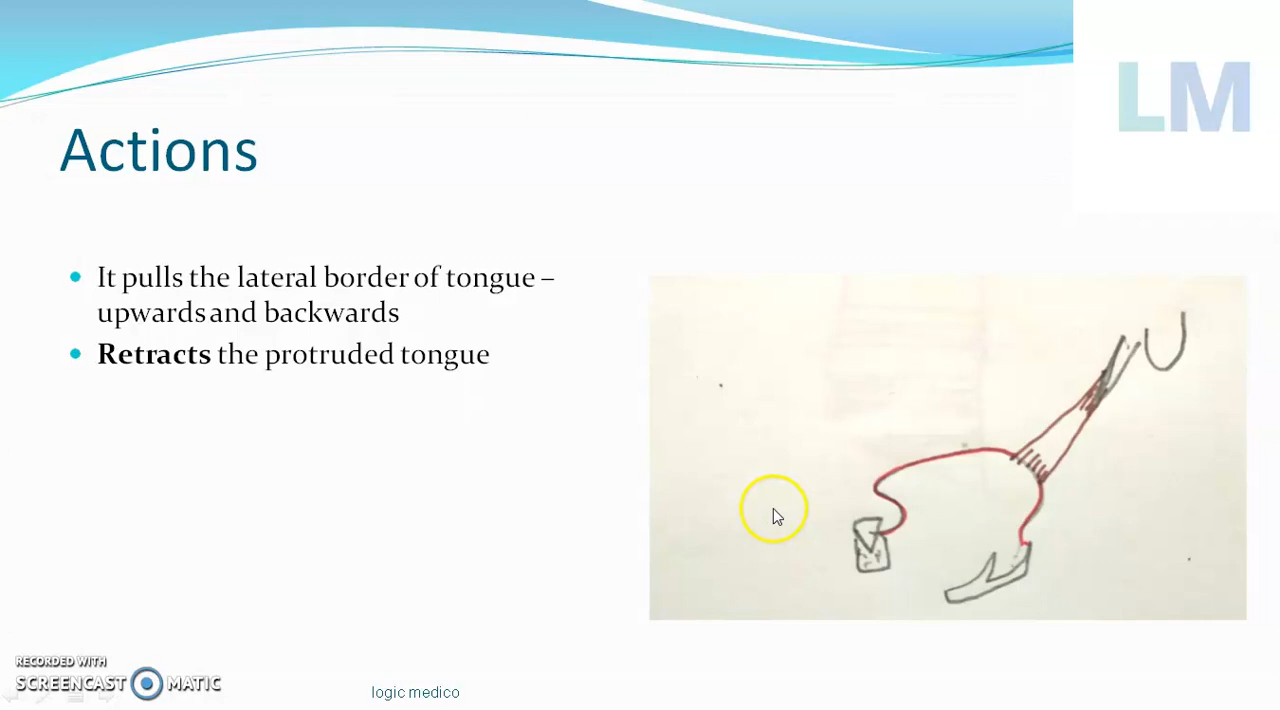 LM
Actions
It pulls the lateral border of tongue –
upwards and backwards
Retracts the protruded tongue
RECORDED WITH
SCREENCAST MATIC
logic medico